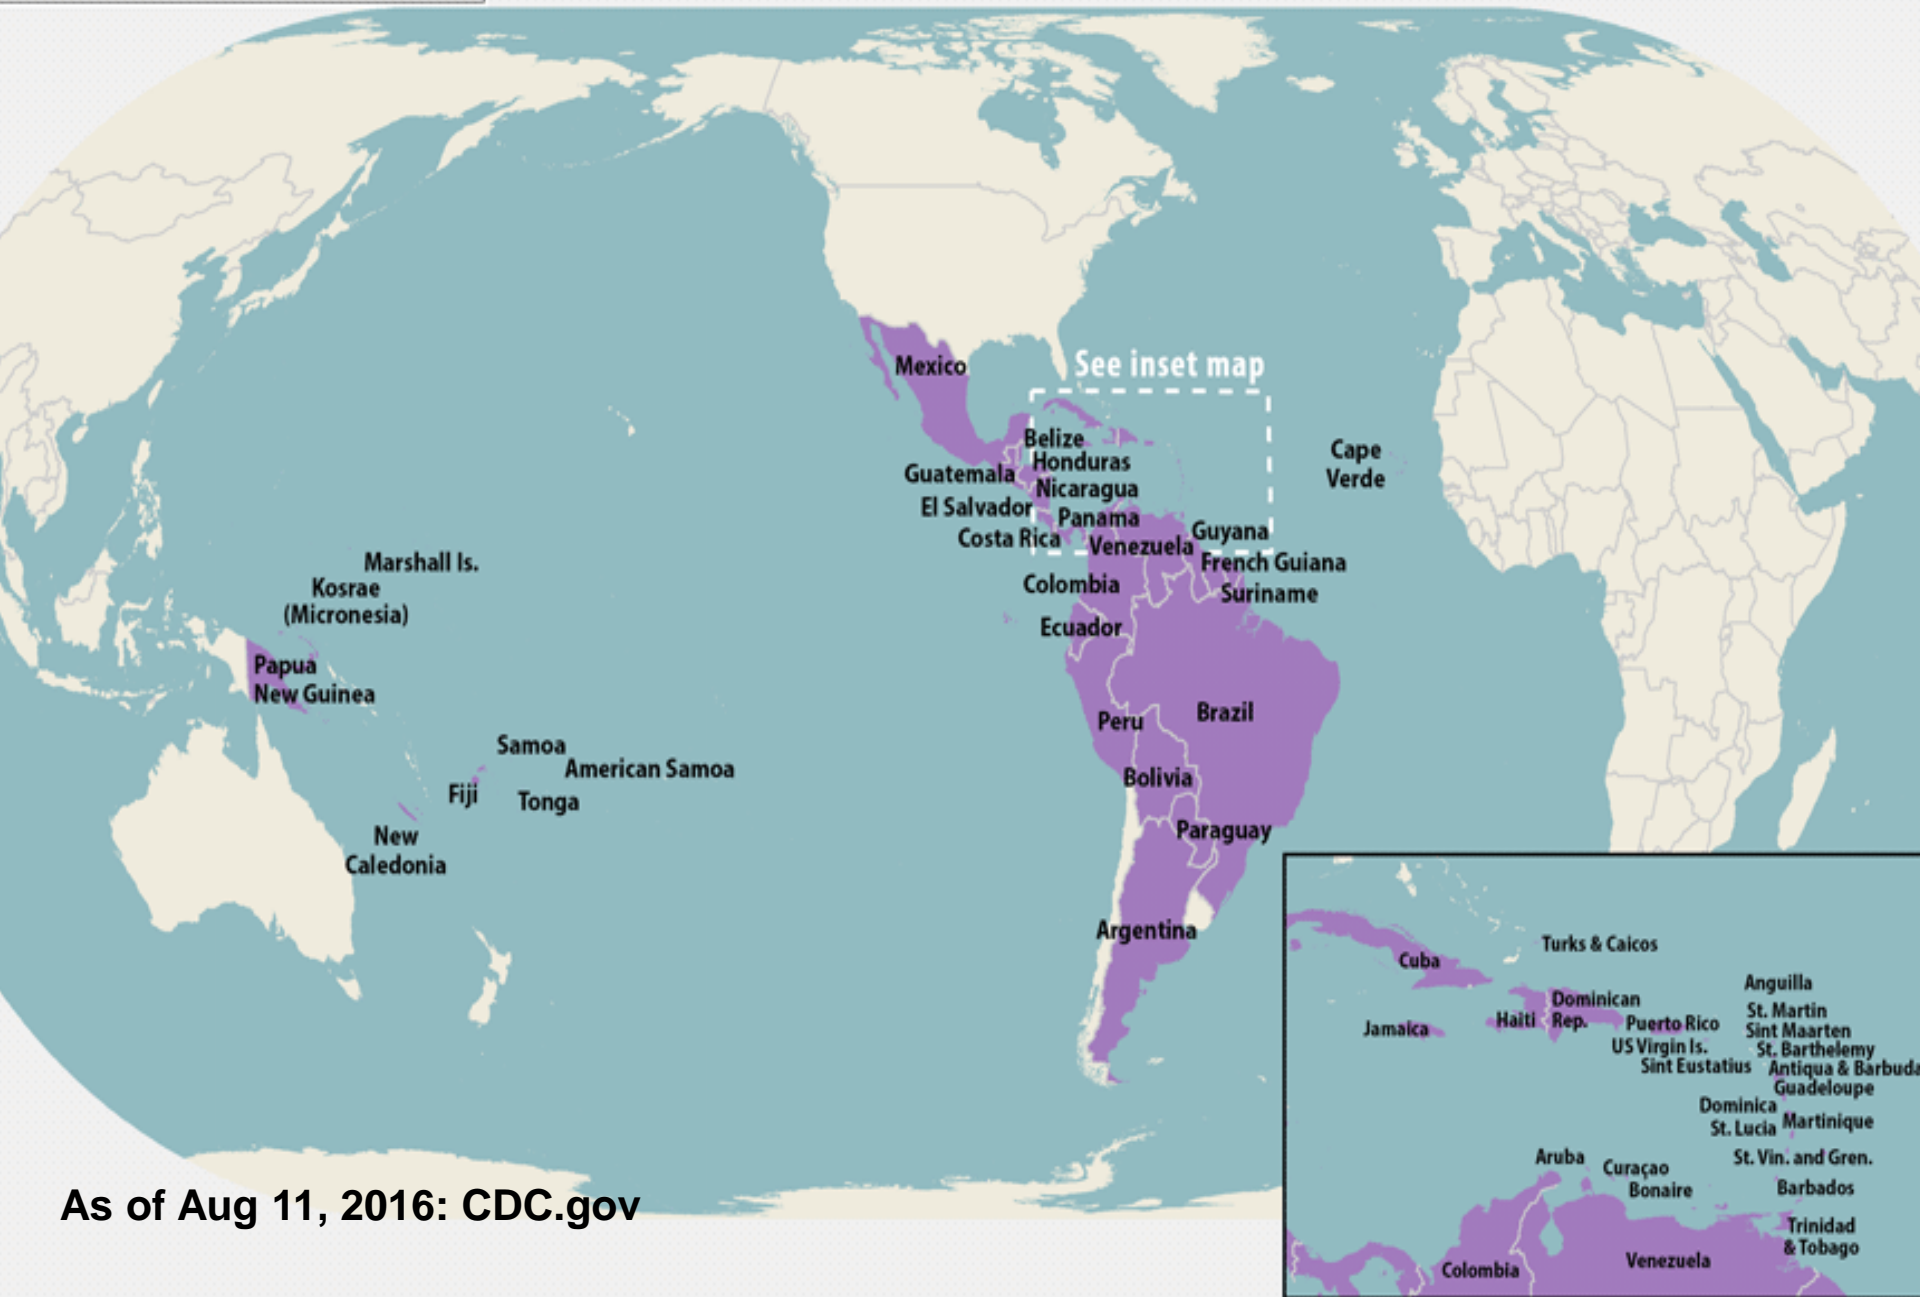 Mexico
See inset map
Belize
Honduras
Guatemala
Nicaragua
El Salvador
Panama
Costa Rica
Guyana
Venezuela
French Guiana
Colombia
Suriname
Ecuador
Cape
Verde
Marshall Is.
Kosrae
(Micronesia)
Papua
New Guinea
Peru
Brazil
Samoa
American Samoa
Fiji
Tonga
Bolivia
New
Caledonia
Paraguay
Argentina
Turks & Caicos
Cuba
Anguilla
Dominican
Rep.
Haiti
Jamaica
Puerto Rico
St. Martin
Sint Maarten
US Virgin Is.
St. Barthelemy
Sint Eustatius
Antiqua & Barbuda
Guadeloupe
Dominica
Martinique
St. Lucia
Aruba
Curaçao
Bonaire
St. Vin. and Gren.
Barbados
Trinidad
& Tobago
Venezuela
Colombia
As of Aug 11, 2016: CDC.gov